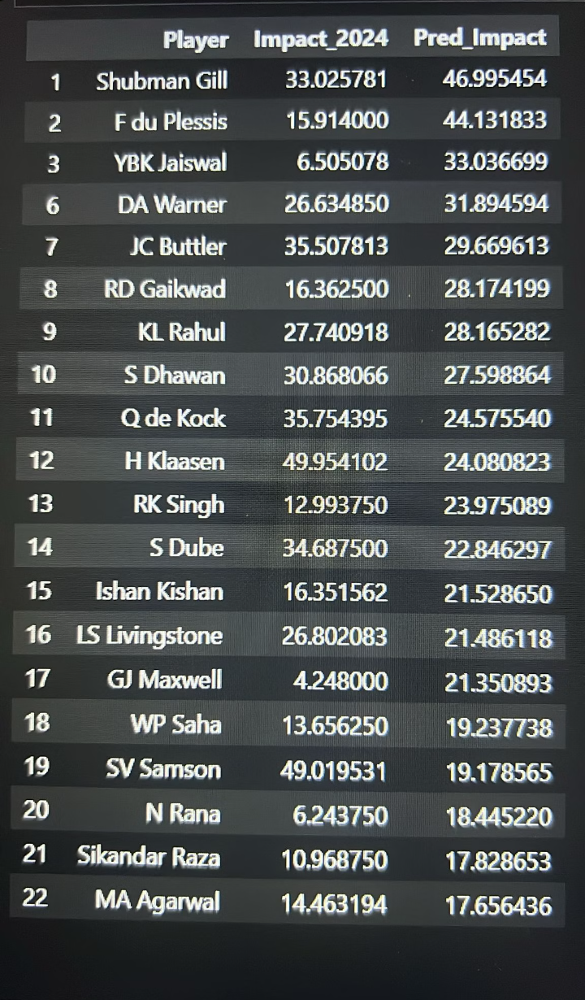 Player Impact_2024 Pred_Impact
1 Shubman Gill 33.025781 46.995454
2 F du Plessis 15.914000 44.131833
3 YBK Jaiswal 6.505078 33.036699
6 DA Warner 26.634850 31.894594
7 JC Buttler 35.507813 29.669613
8 RD Gaikwad 16.362500 28.174199
9 KL Rahul 27.740918 28.165282
10 S Dhawan 30.868066 27.598864
11 Q de Kock 35.754395 24.575540
12 H Klaasen 49.954102 24.080823
13 RK Singh 12.993750 23.975089
14 S Dube 34.687500 22.846297
15 Ishan Kishan 16.351562 21.528650
16 LS Livingstone 26.802083 21.486118
17 GJ Maxwell 4.248000 21.350893
18 WP Saha 13.656250 19.237738
19 SV Samson 49.019531 19.178565
20 N Rana 6.243750 18.445220
21 Sikandar Raza 10.968750 17.828653
22 MA Agarwal 14.463194 17.656436